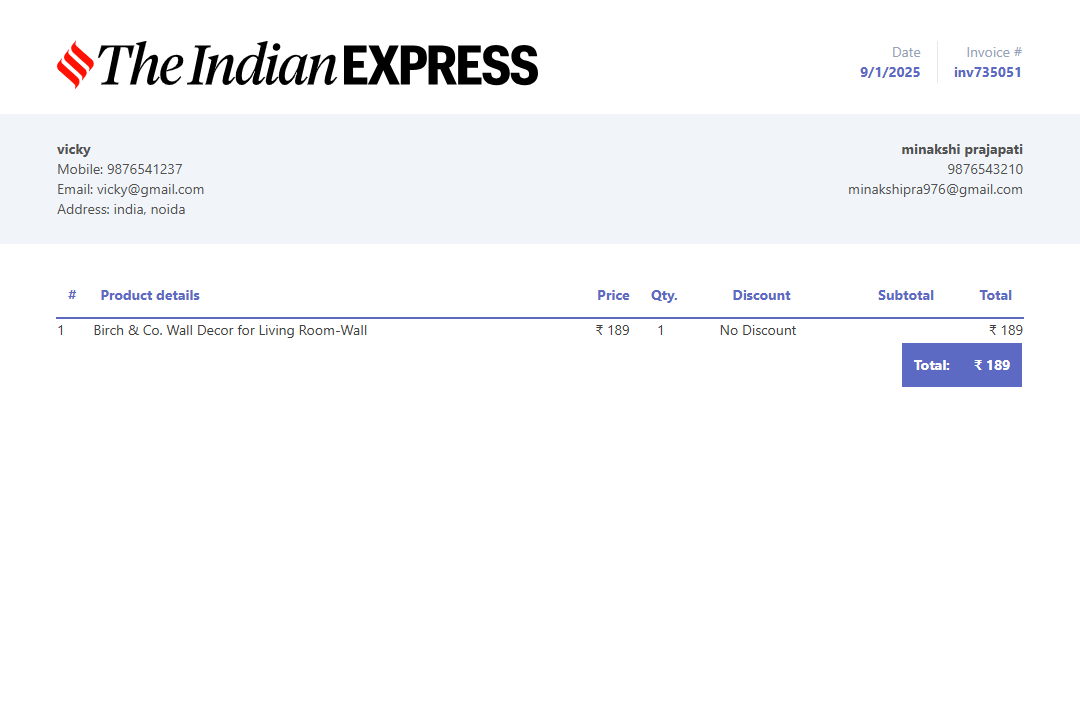 The Indian EXPRESS
Date Invoice #
9/1/2025 inv735051
vicky
Mobile: 9876541237
Email: vicky@gmail.com
Address: india, noida
minakshi prajapati
9876543210
minakshipra976@gmail.com
# Product details Price Qty. Discount Subtotal Total
1 Birch & Co. Wall Decor for Living Room-Wall ₹ 189 1 No Discount ₹ 189
Total: ₹ 189